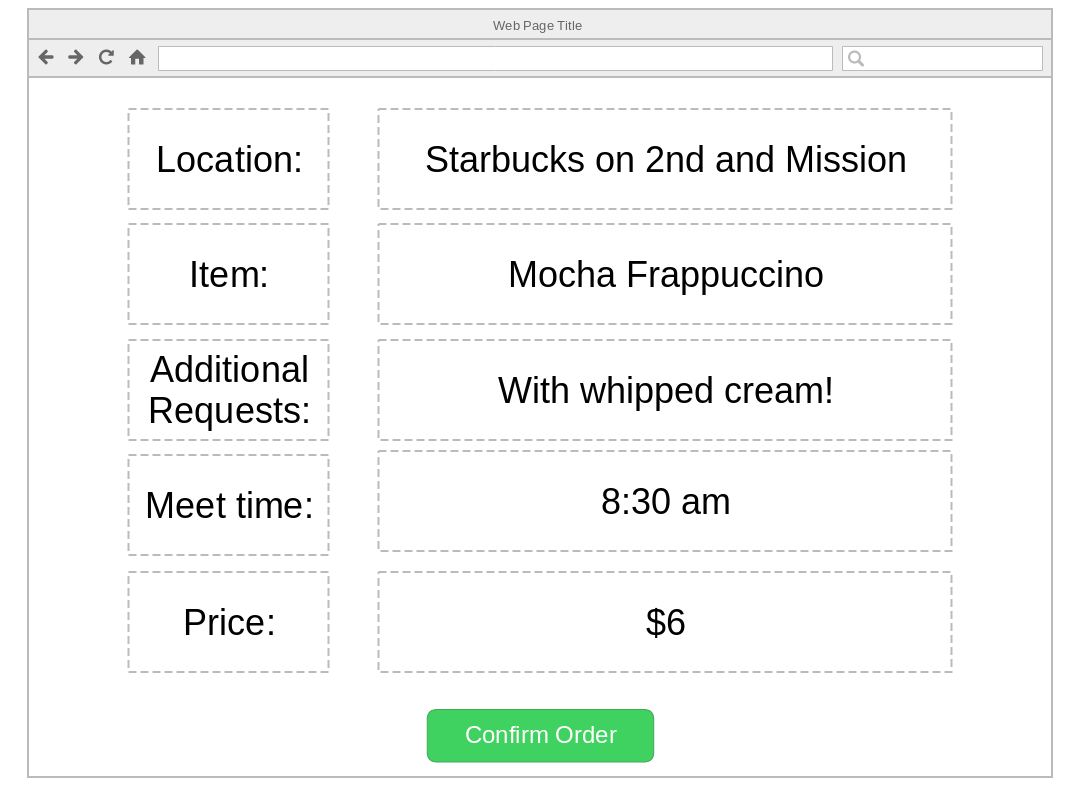 Web Page Title
Location:
Starbucks on 2nd and Mission
Item:
Mocha Frappuccino
Additional
Requests:
With whipped cream!
Meet time:
8:30 am
Price:
$6
Confirm Order